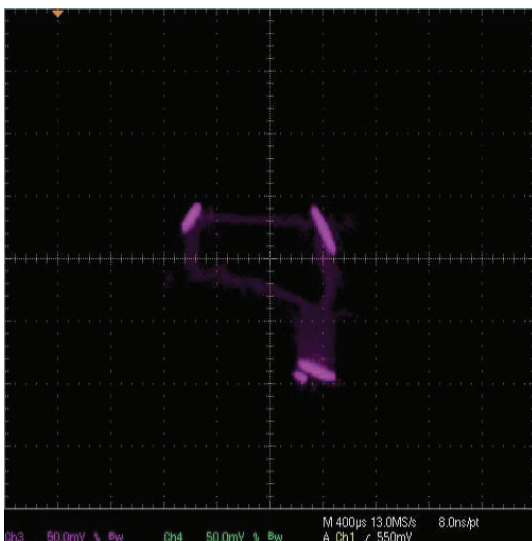 M 400µs 13.0MS/s 8.0ns/pt
Ch3 50.0mV % Bw Ch4 50.0mV % Bw A Ch1 ⁄ 550mV